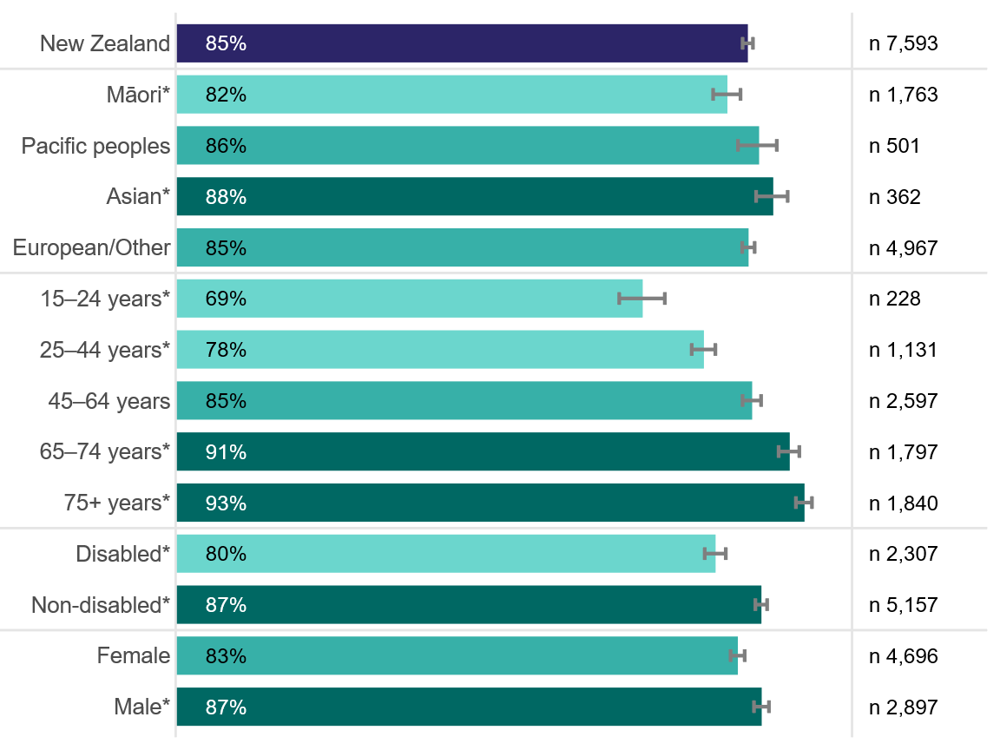 New Zealand 85% n 7,593
Māori* 82% n 1,763
Pacific peoples 86% n 501
Asian* 88% n 362
European/Other 85% n 4,967
15–24 years* 69% n 228
25–44 years* 78% n 1,131
45–64 years 85% n 2,597
65–74 years* 91% n 1,797
75+ years* 93% n 1,840
Disabled* 80% n 2,307
Non-disabled* 87% n 5,157
Female 83% n 4,696
Male* 87% n 2,897